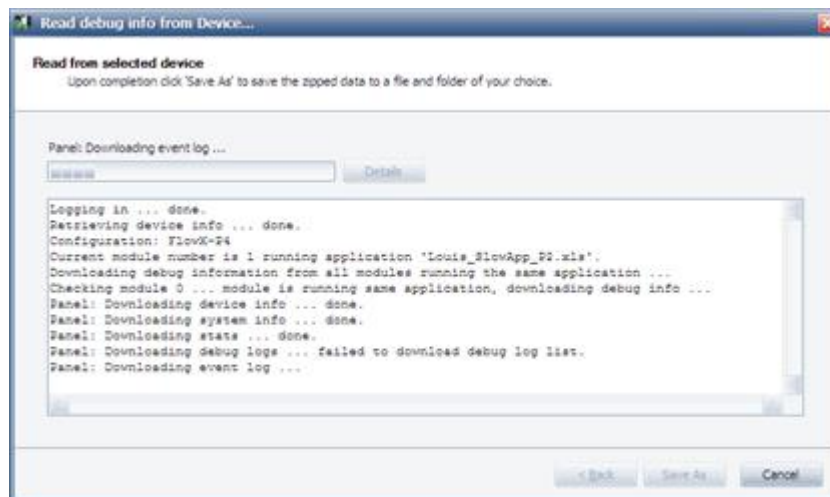 Read debug info from Device...
Read from selected device
Upon completion click 'Save As' to save the zipped data to a file and folder of your choice.
Panel: Downloading event log ...
Details
Logging in ... done.
Retrieving device info ... done.
Configuration: FlowX-P4
Current module number is 1 running application 'Louis_SlowApp_P2.xls'.
Downloading debug information from all modules running the same application ...
Checking module 0 ... module is running same application, downloading debug info ...
Panel: Downloading device info ... done.
Panel: Downloading system info ... done.
Panel: Downloading stats ... done.
Panel: Downloading debug logs ... failed to download debug log list.
Panel: Downloading event log ...
< Back Save As Cancel